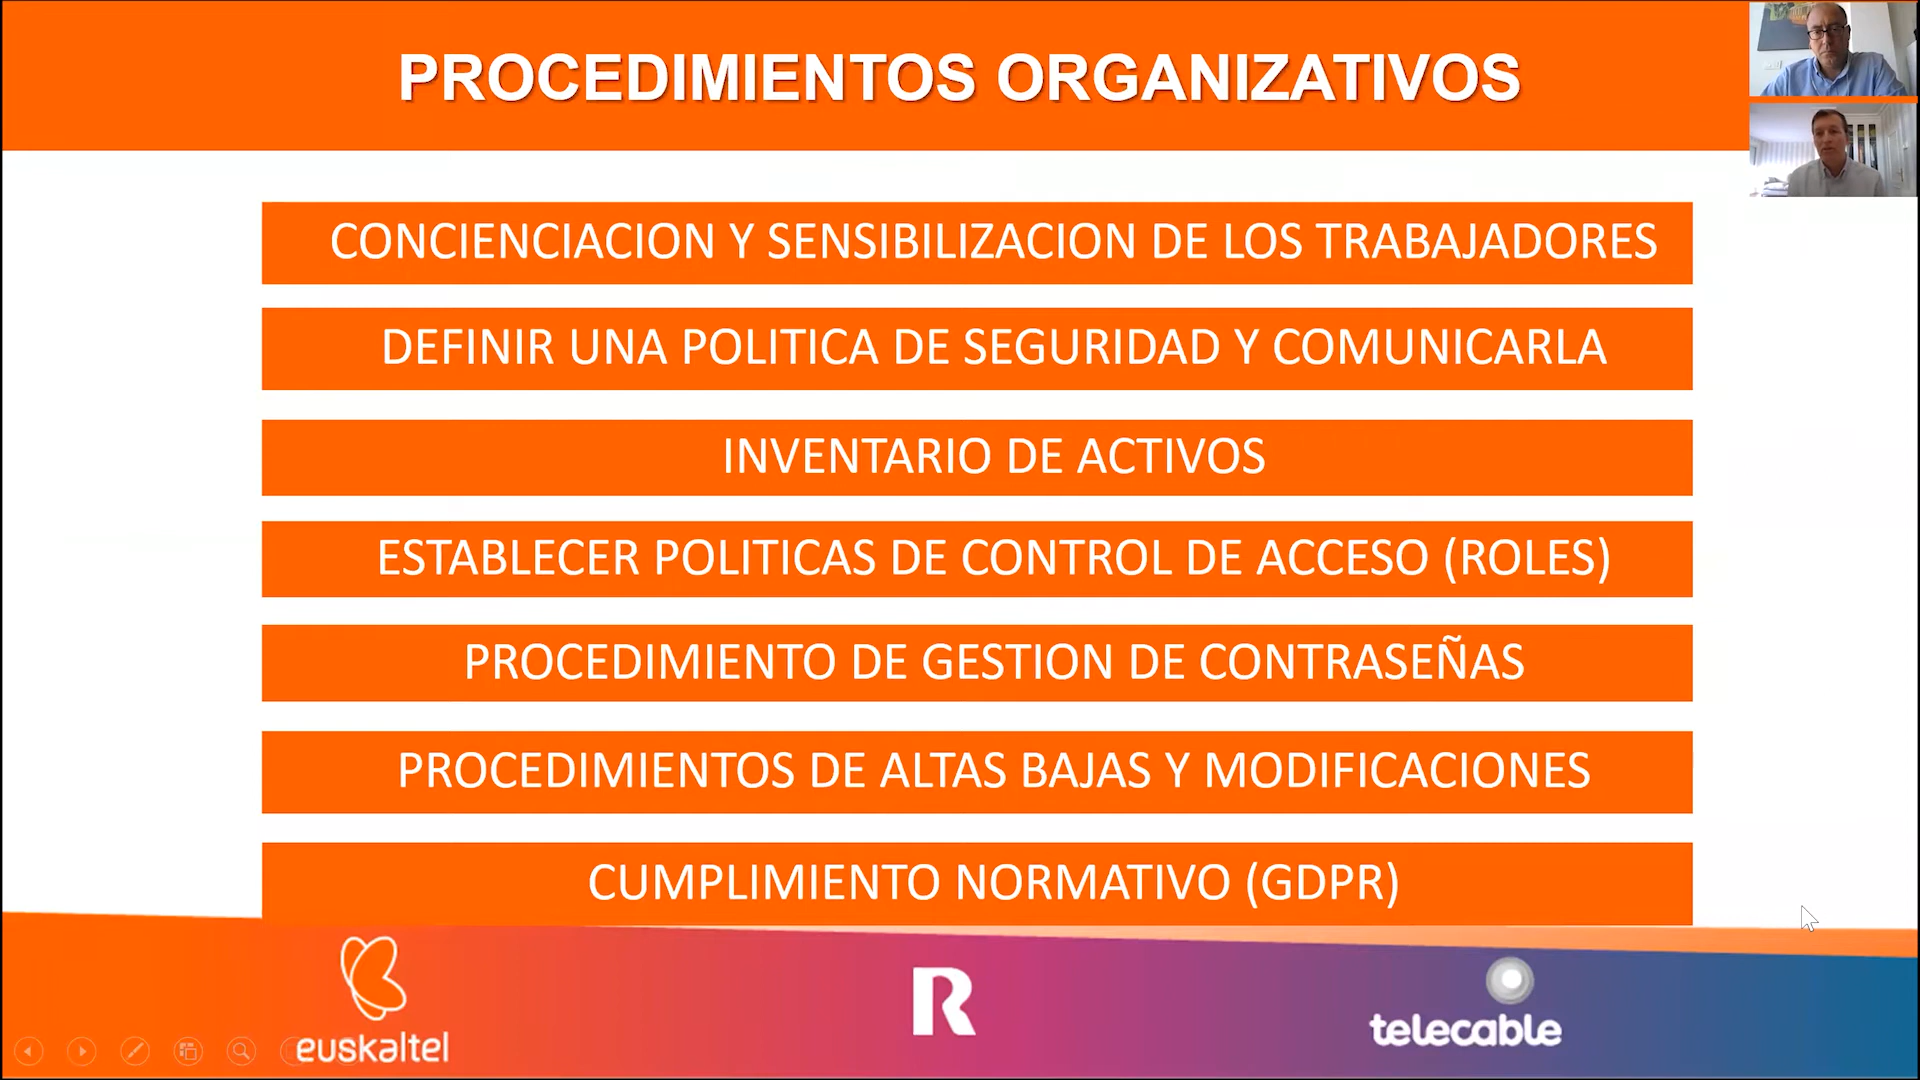 PROCEDIMIENTOS ORGANIZATIVOS
CONCIENCIACION Y SENSIBILIZACION DE LOS TRABAJADORES
DEFINIR UNA POLITICA DE SEGURIDAD Y COMUNICARLA
INVENTARIO DE ACTIVOS
ESTABLECER POLITICAS DE CONTROL DE ACCESO (ROLES)
PROCEDIMIENTO DE GESTION DE CONTRASEÑAS
PROCEDIMIENTOS DE ALTAS BAJAS Y MODIFICACIONES
CUMPLIMIENTO NORMATIVO (GDPR)
euskaltel
R
telecable